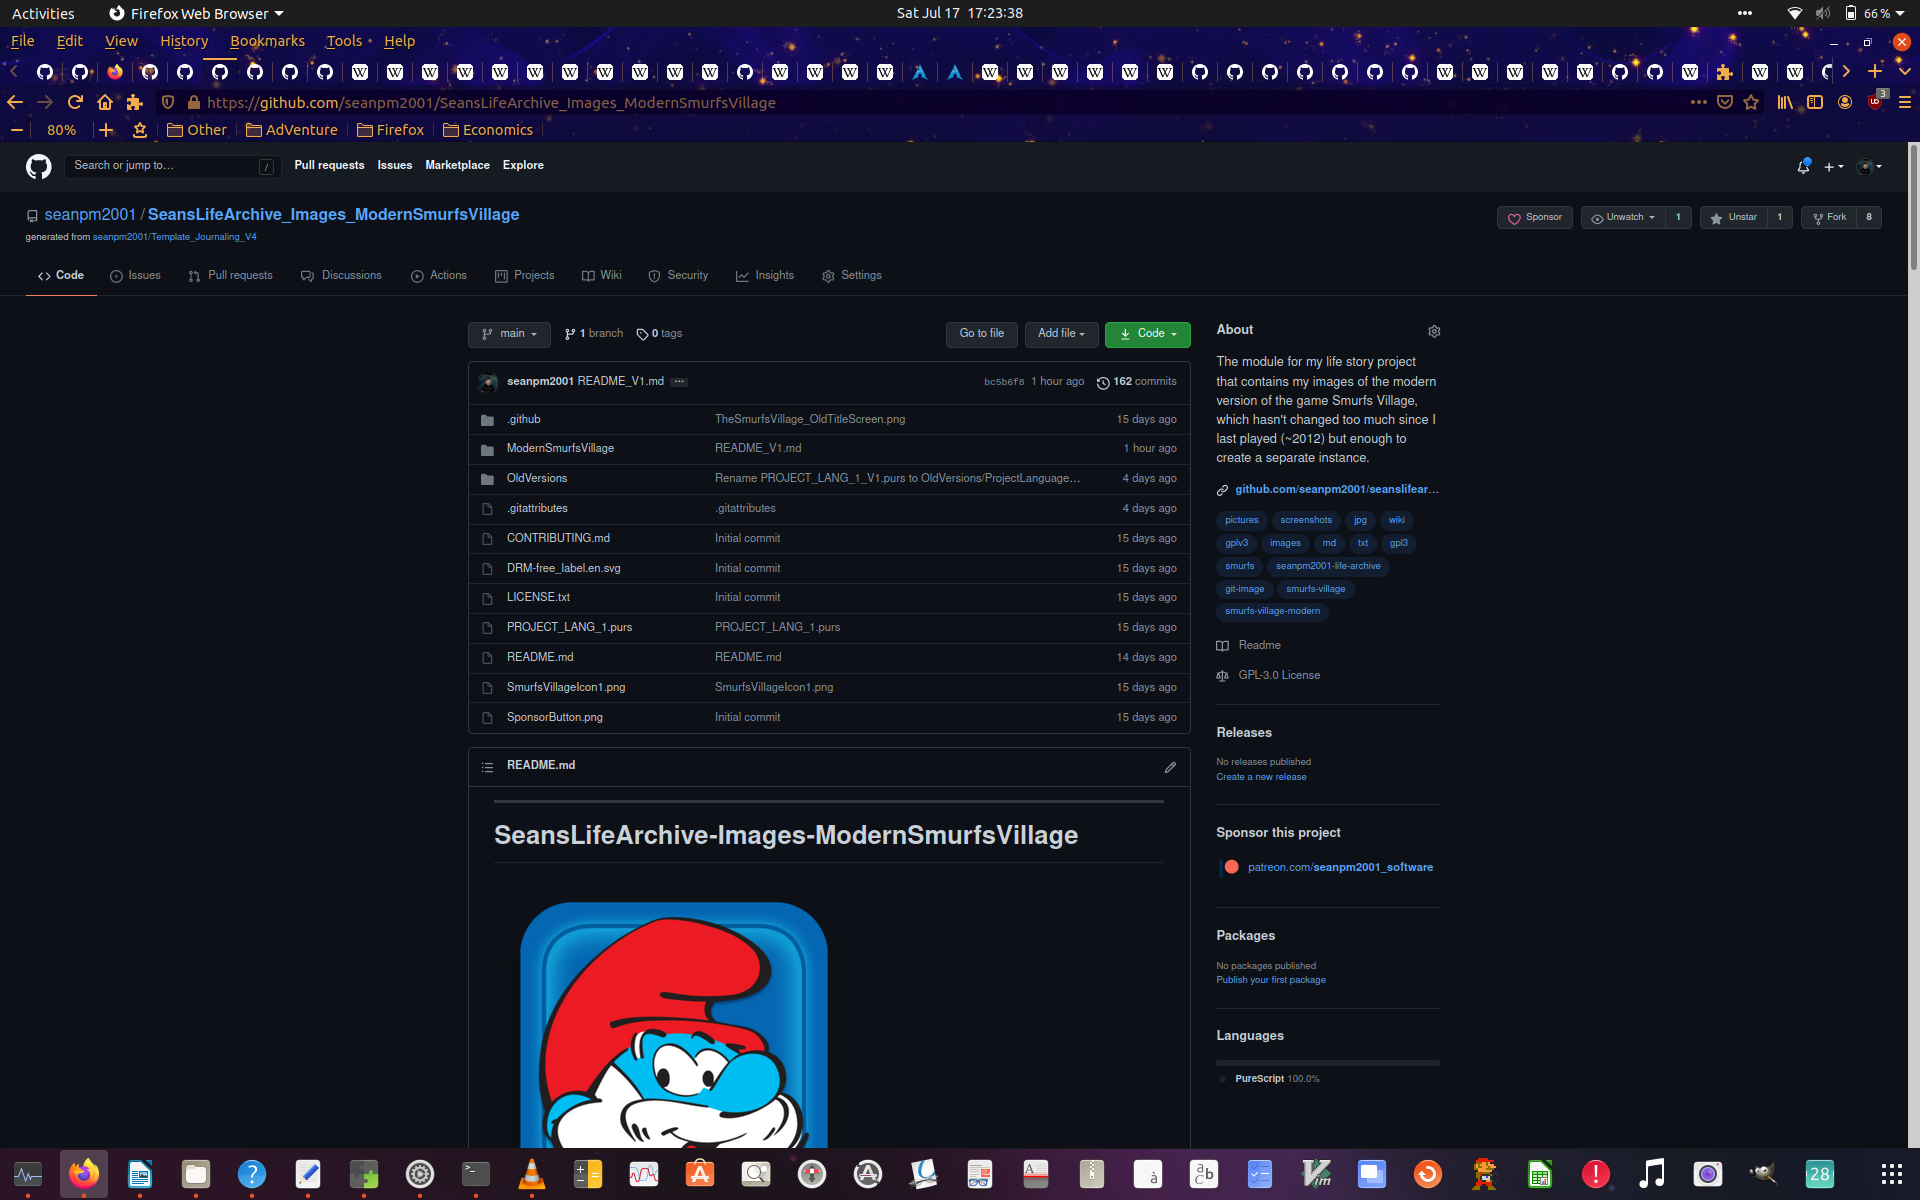 Activities Firefox Web Browser Sat Jul 17 17:23:38 66 %
File Edit View History Bookmarks Tools Help
https://github.com/seanpm2001/SeansLifeArchive_Images_ModernSmurfsVillage 3
80% Other AdVenture Firefox Economics
Search or jump to… / Pull requests Issues Marketplace Explore
seanpm2001 / SeansLifeArchive_Images_ModernSmurfsVillage Sponsor Unwatch 1 Unstar 1 Fork 8
generated from seanpm2001/Template_Journaling_V4
Code Issues Pull requests Discussions Actions Projects Wiki Security Insights Settings
main 1 branch 0 tags Go to file Add file Code
seanpm2001 README_V1.md ... bc5b6f8 1 hour ago 162 commits
.github TheSmurfsVillage_OldTitleScreen.png 15 days ago
ModernSmurfsVillage README_V1.md 1 hour ago
OldVersions Rename PROJECT_LANG_1_V1.purs to OldVersions/ProjectLanguage… 4 days ago
.gitattributes .gitattributes 4 days ago
CONTRIBUTING.md Initial commit 15 days ago
DRM-free_label.en.svg Initial commit 15 days ago
LICENSE.txt Initial commit 15 days ago
PROJECT_LANG_1.purs PROJECT_LANG_1.purs 15 days ago
README.md README.md 14 days ago
SmurfsVillageIcon1.png SmurfsVillageIcon1.png 15 days ago
SponsorButton.png Initial commit 15 days ago
README.md
SeansLifeArchive-Images-ModernSmurfsVillage
About
The module for my life story project
that contains my images of the modern
version of the game Smurfs Village,
which hasn't changed too much since I
last played (~2012) but enough to
create a separate instance.
github.com/seanpm2001/seanslifear…
pictures screenshots jpg wiki
gplv3 images md txt gpl3
smurfs seanpm2001-life-archive
git-image smurfs-village
smurfs-village-modern
Readme
GPL-3.0 License
Releases
No releases published
Create a new release
Sponsor this project
patreon.com/seanpm2001_software
Packages
No packages published
Publish your first package
Languages
PureScript 100.0%
28